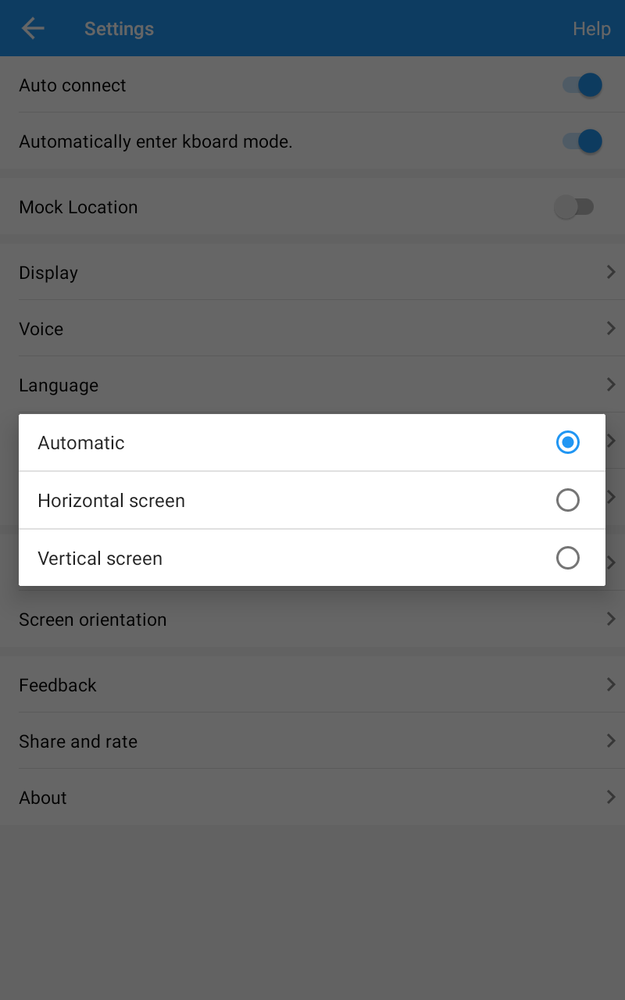 Settings
Help
Auto connect
Automatically enter kboard mode.
Mock Location
Display
Voice
Language
Automatic
Horizontal screen
Vertical screen
Screen orientation
Feedback
Share and rate
About